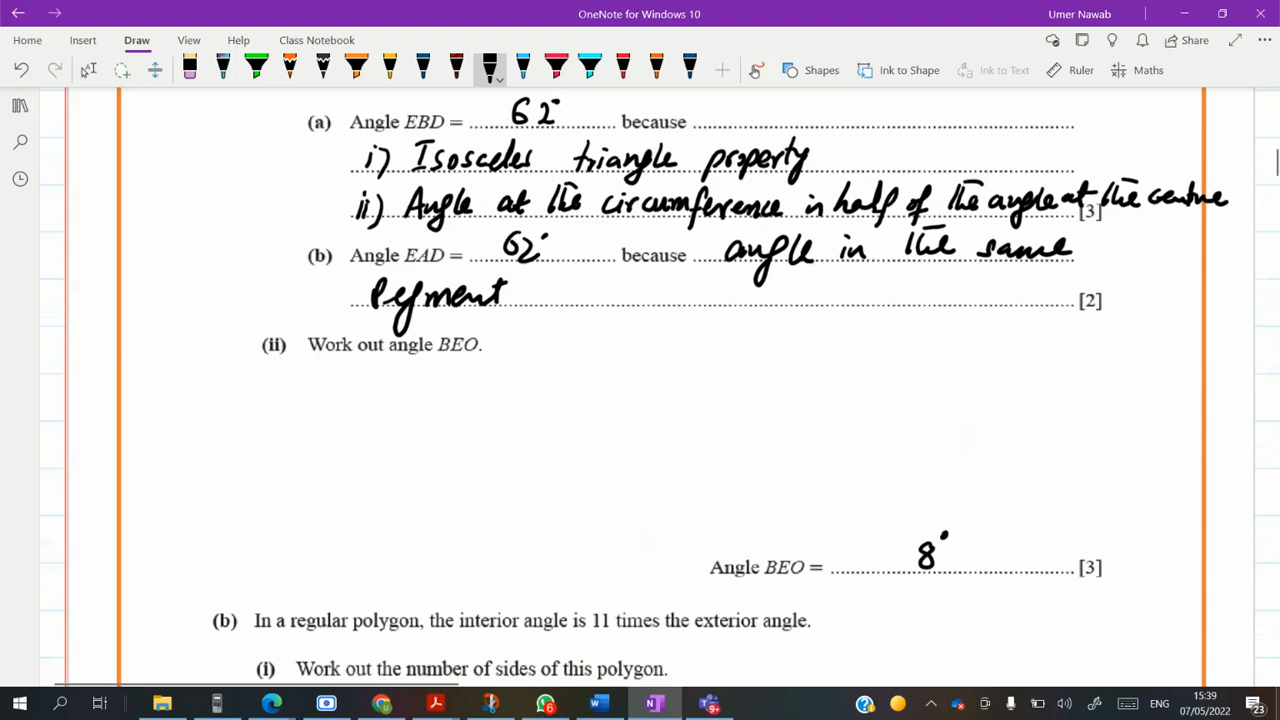 OneNote for Windows 10
Umer Nawab
Home Insert Draw View Help Class Notebook
Share
Shapes Ink to Shape Ink to Text Ruler Maths
(a) Angle EBD = 62° because
i) Isosceles triangle property
ii) Angle at the circumference is half of the angle at the centre [3]
(b) Angle EAD = 62° because angle in the same
segment [2]
(ii) Work out angle BEO.
Angle BEO = 8° [3]
(b) In a regular polygon, the interior angle is 11 times the exterior angle.
(i) Work out the number of sides of this polygon.
6
9+
ENG
15:39
07/05/2022
23